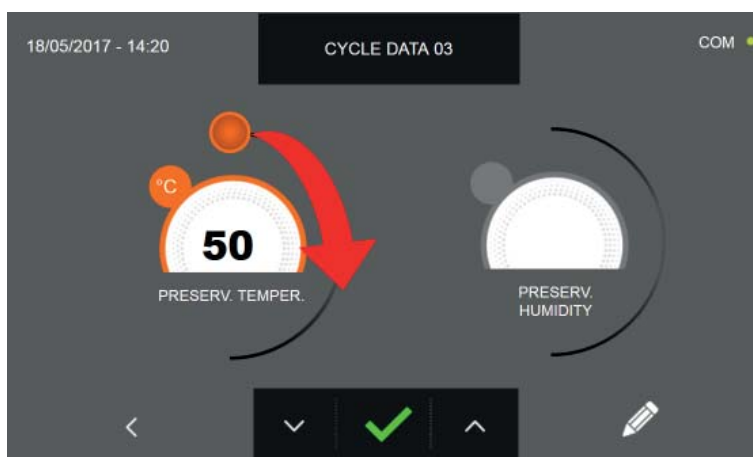 18/05/2017 - 14:20
CYCLE DATA 03
COM
°C
50
PRESERV. TEMPER.
PRESERV.
HUMIDITY